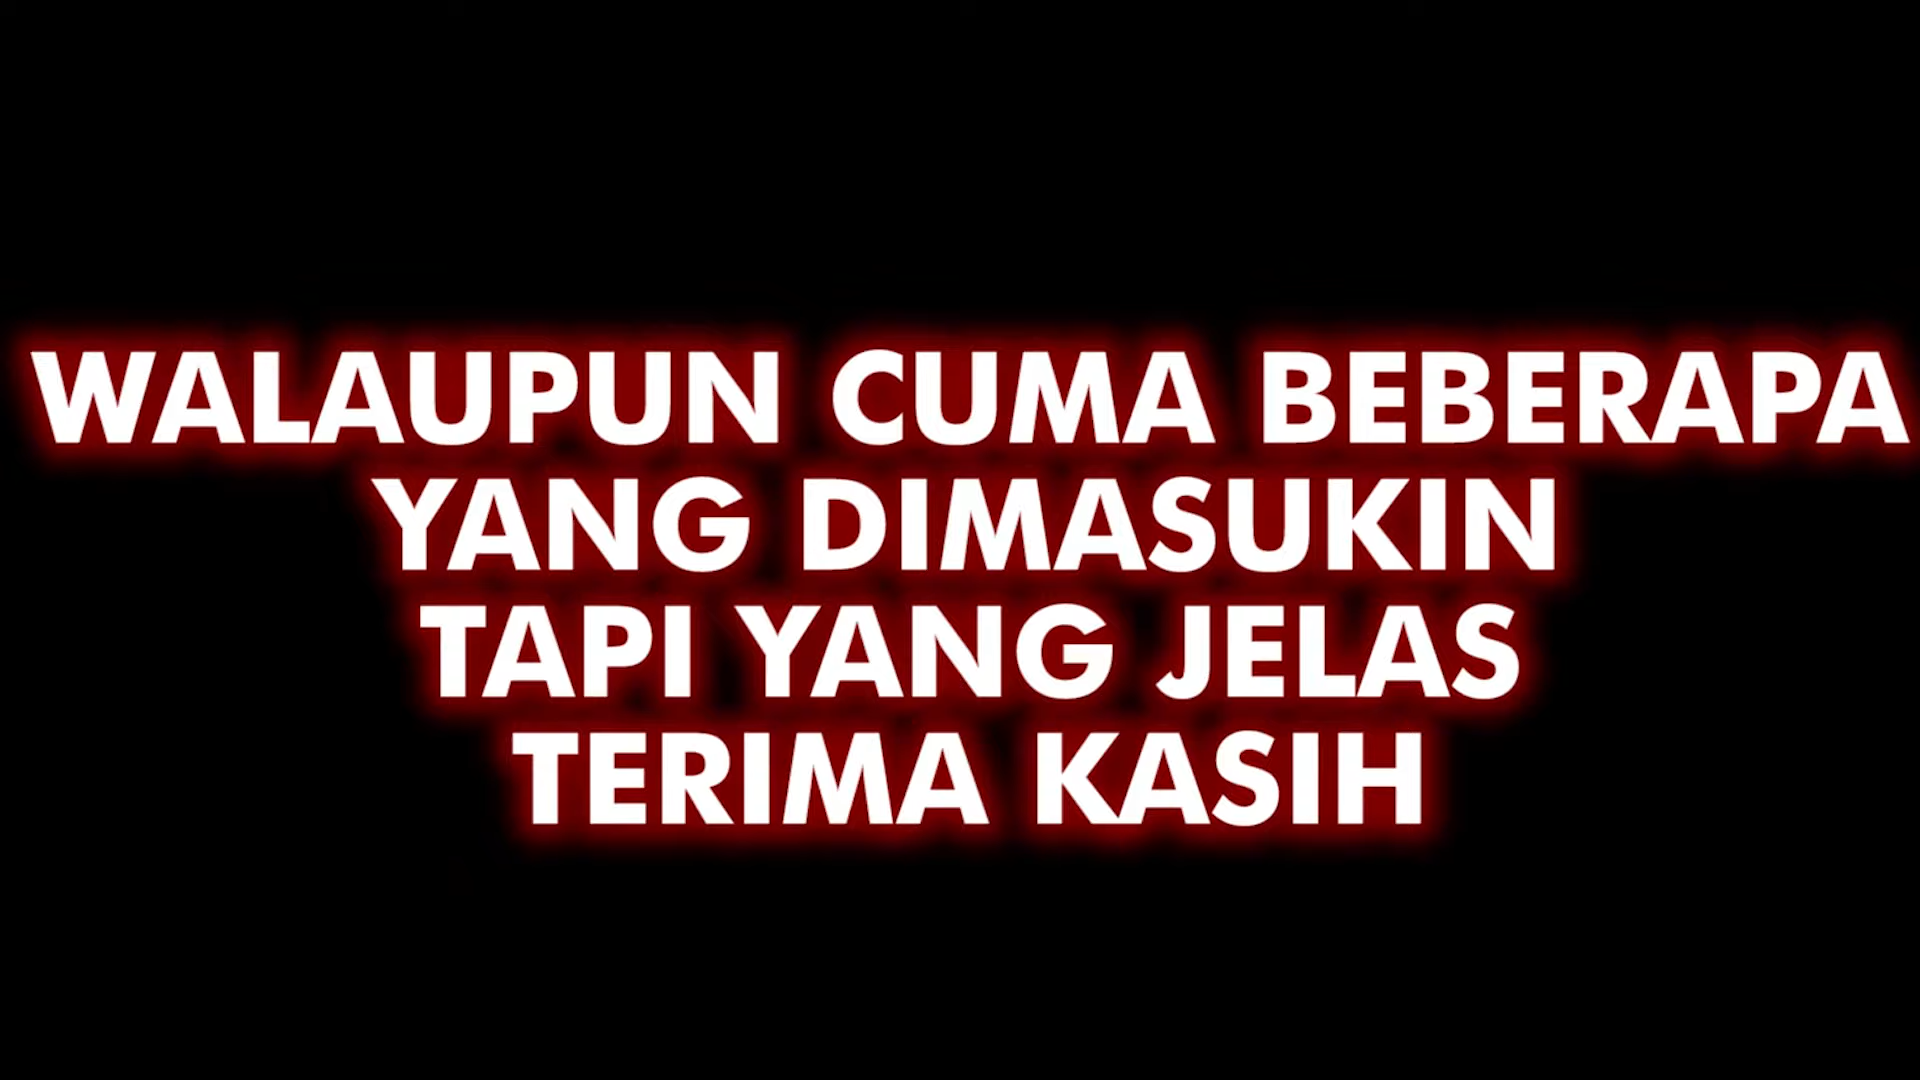 WALAUPUN CUMA BEBERAPA
YANG DIMASUKIN
TAPI YANG JELAS
TERIMA KASIH